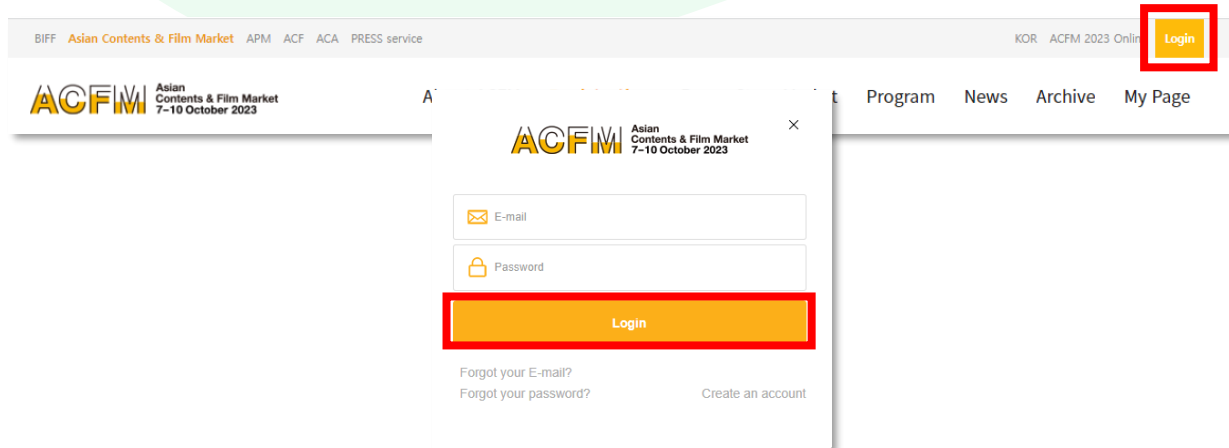 BIFF Asian Contents & Film Market APM ACF ACA PRESS service KOR ACFM 2023 Onlin Login
ACFM Asian
Contents & Film Market
7–10 October 2023
A t Program News Archive My Page
ACFM Asian
Contents & Film Market
7–10 October 2023
E-mail
Password
Login
Forgot your E-mail?
Forgot your password? Create an account